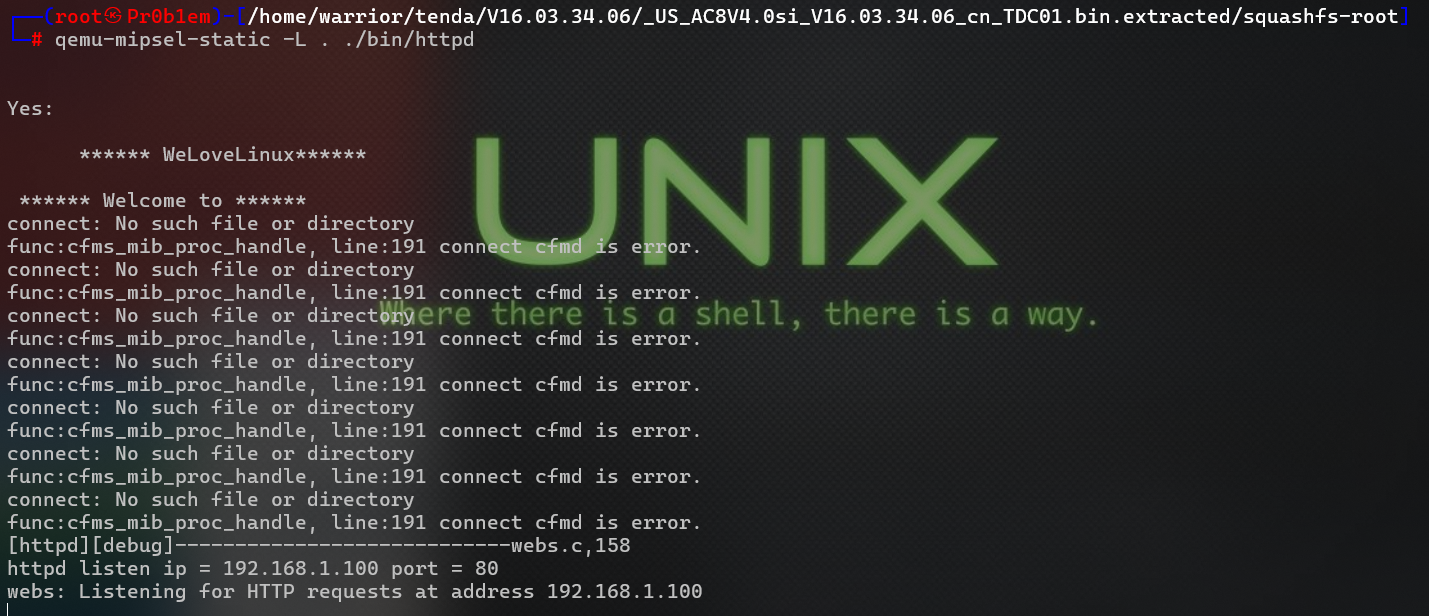 (root㉿Pr0b1em)-[/home/warrior/tenda/V16.03.34.06/_US_AC8V4.0si_V16.03.34.06_cn_TDC01.bin.extracted/squashfs-root]
# qemu-mipsel-static -L . ./bin/httpd
Yes:
****** WeLoveLinux******
****** Welcome to ******
connect: No such file or directory
func:cfms_mib_proc_handle, line:191 connect cfmd is error.
connect: No such file or directory
func:cfms_mib_proc_handle, line:191 connect cfmd is error.
connect: No such file or directory
func:cfms_mib_proc_handle, line:191 connect cfmd is error.
connect: No such file or directory
func:cfms_mib_proc_handle, line:191 connect cfmd is error.
connect: No such file or directory
func:cfms_mib_proc_handle, line:191 connect cfmd is error.
connect: No such file or directory
func:cfms_mib_proc_handle, line:191 connect cfmd is error.
connect: No such file or directory
func:cfms_mib_proc_handle, line:191 connect cfmd is error.
[httpd][debug]----------------------------webs.c,158
httpd listen ip = 192.168.1.100 port = 80
webs: Listening for HTTP requests at address 192.168.1.100
UNIX
Where there is a shell, there is a way.